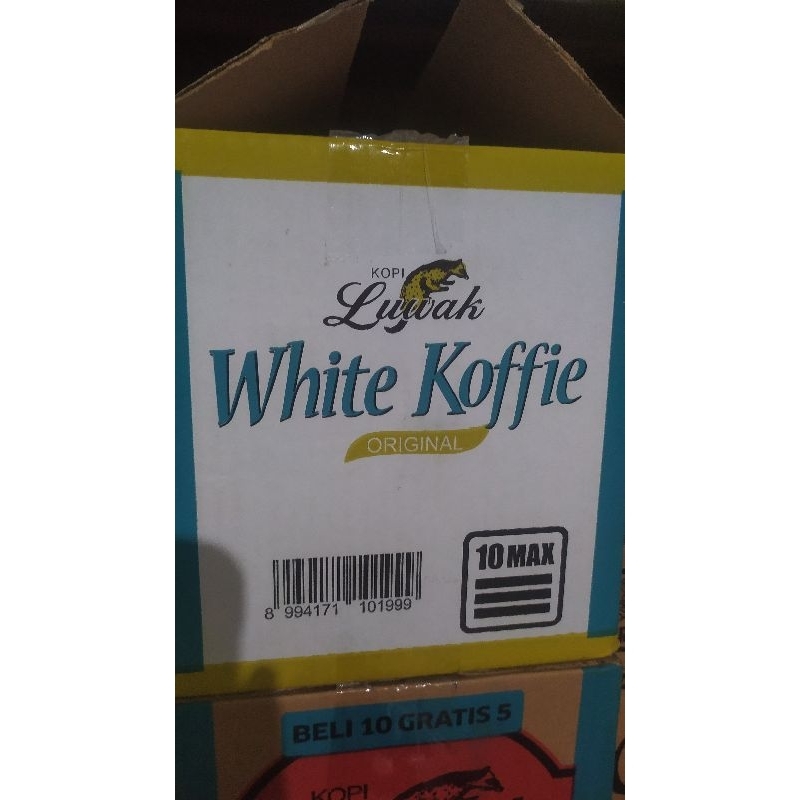 KOPI
Luwak
White Koffie
ORIGINAL
8 994171 101999
10 MAX
BELI 10 GRATIS 5
KOPI